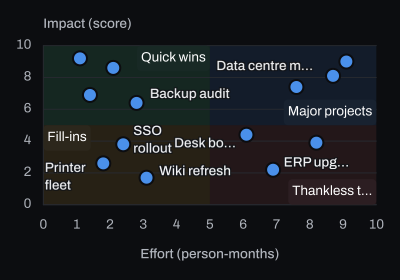 Impact (score)
10
8
6
4
2
0
Quick wins
Data centre m…
Backup audit
Major projects
Fill-ins
SSO
rollout
Desk bo…
Printer
fleet
Wiki refresh
ERP upg…
Thankless t…
0 1 2 3 4 5 6 7 8 9 10
Effort (person-months)